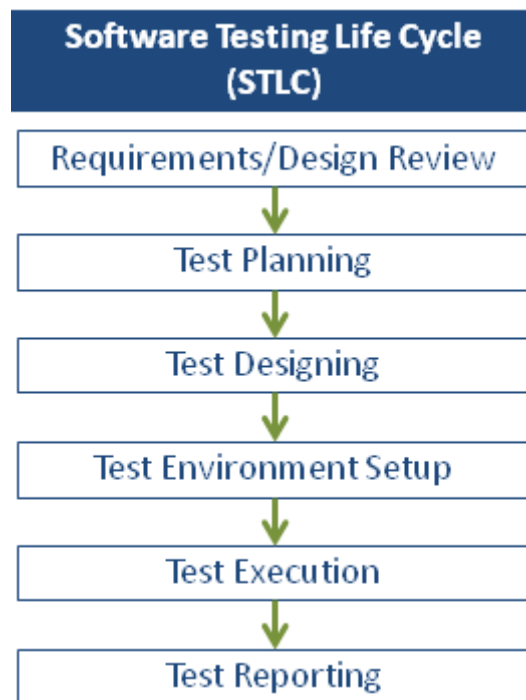 Software Testing Life Cycle
(STLC)
Requirements/Design Review
Test Planning
Test Designing
Test Environment Setup
Test Execution
Test Reporting